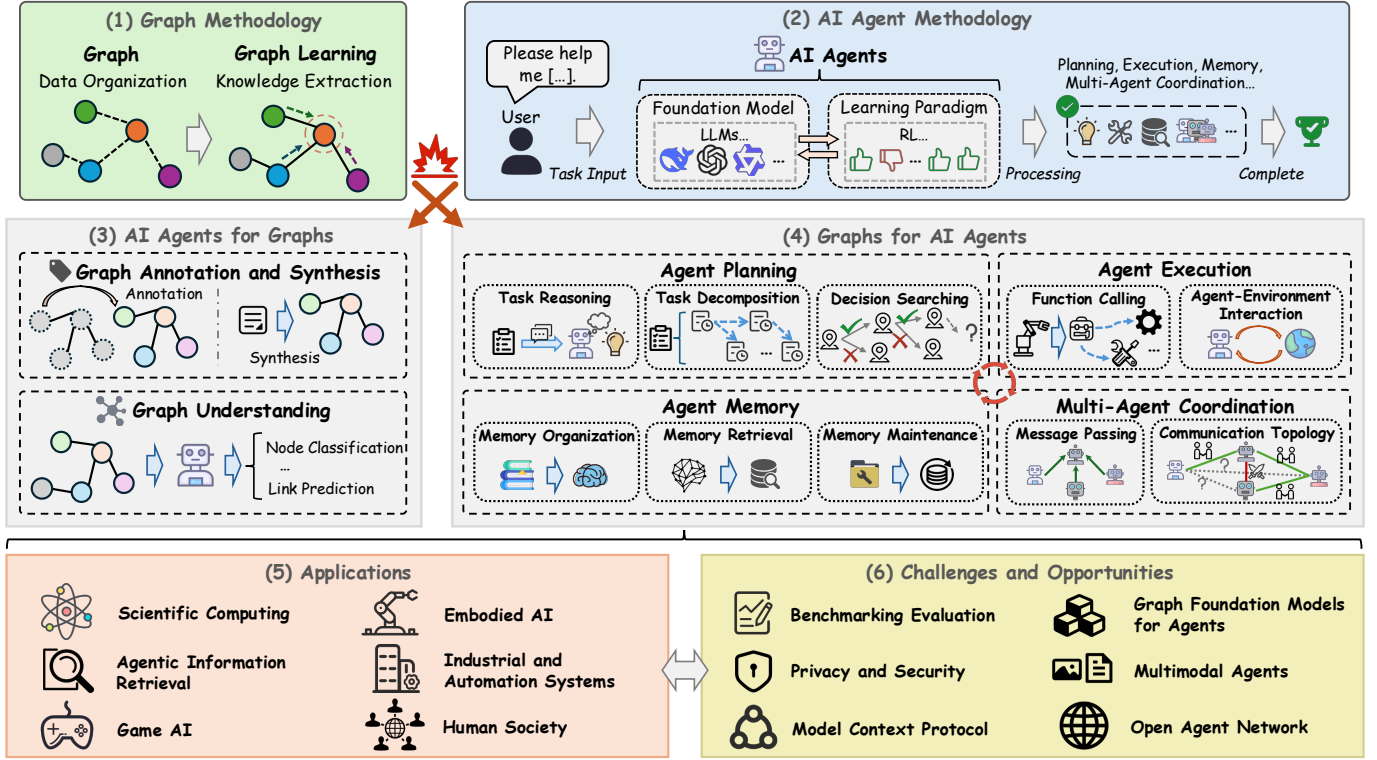 (1) Graph Methodology
Graph
Data Organization
Graph Learning
Knowledge Extraction
(2) AI Agent Methodology
Please help
me [...].
User
Task Input
AI Agents
Foundation Model
LLMs...
...
Learning Paradigm
RL...
...
Processing
Planning, Execution, Memory,
Multi-Agent Coordination...
...
Complete
(3) AI Agents for Graphs
Graph Annotation and Synthesis
Annotation
Synthesis
Graph Understanding
Node Classification
...
Link Prediction
(4) Graphs for AI Agents
Agent Planning
Task Reasoning
Task Decomposition
...
Decision Searching
?
Agent Execution
Function Calling
...
Agent-Environment
Interaction
Agent Memory
Memory Organization
Memory Retrieval
Memory Maintenance
Multi-Agent Coordination
Message Passing
Communication Topology
?
?
(5) Applications
Scientific Computing
Embodied AI
Agentic Information
Retrieval
Industrial and
Automation Systems
Game AI
Human Society
(6) Challenges and Opportunities
Benchmarking Evaluation
Graph Foundation Models
for Agents
Privacy and Security
Multimodal Agents
Model Context Protocol
Open Agent Network